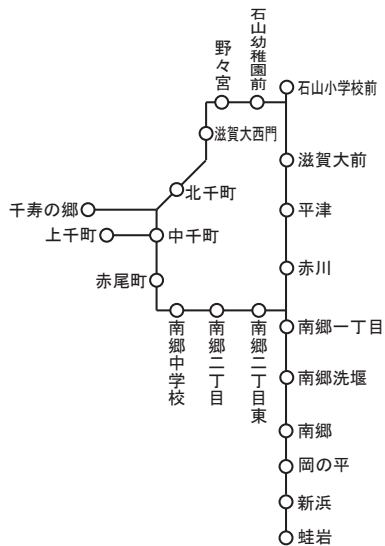 石山幼稚園前
野々宮
石山小学校前
滋賀大西門
滋賀大前
北千町
千寿の郷
平津
上千町
中千町
赤川
赤尾町
南郷中学校
南郷二丁目
南郷二丁目東
南郷一丁目
南郷洗堰
南郷
岡の平
新浜
蛙岩